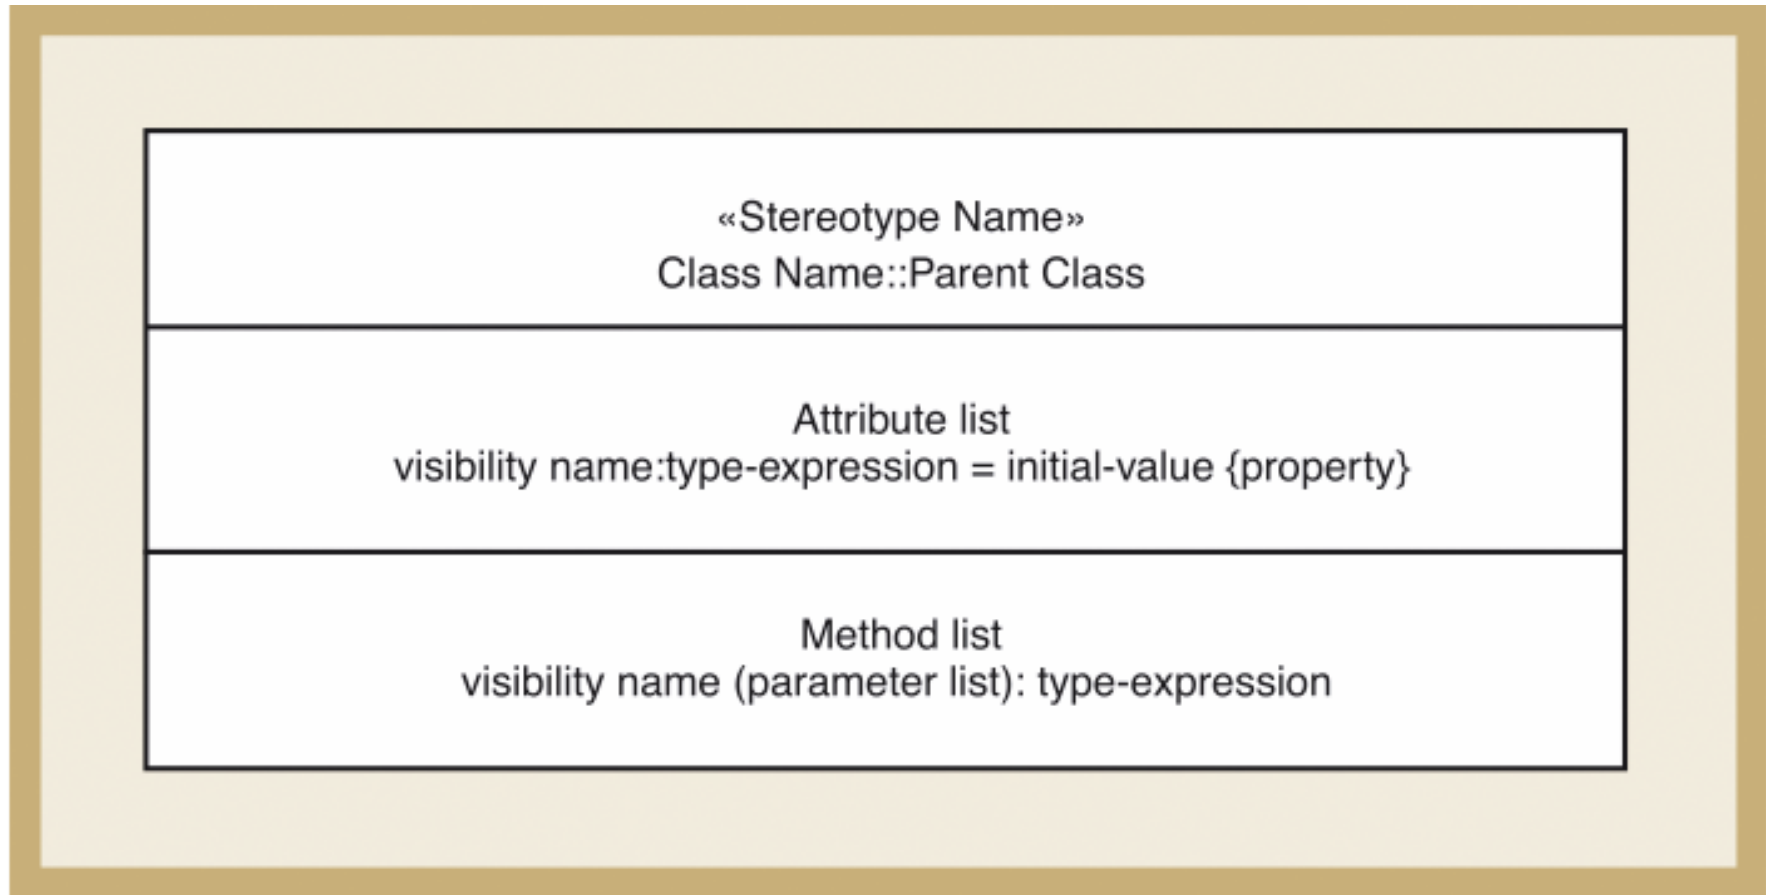 «Stereotype Name»
Class Name::Parent Class
Attribute list
visibility name:type-expression = initial-value {property}
Method list
visibility name (parameter list): type-expression